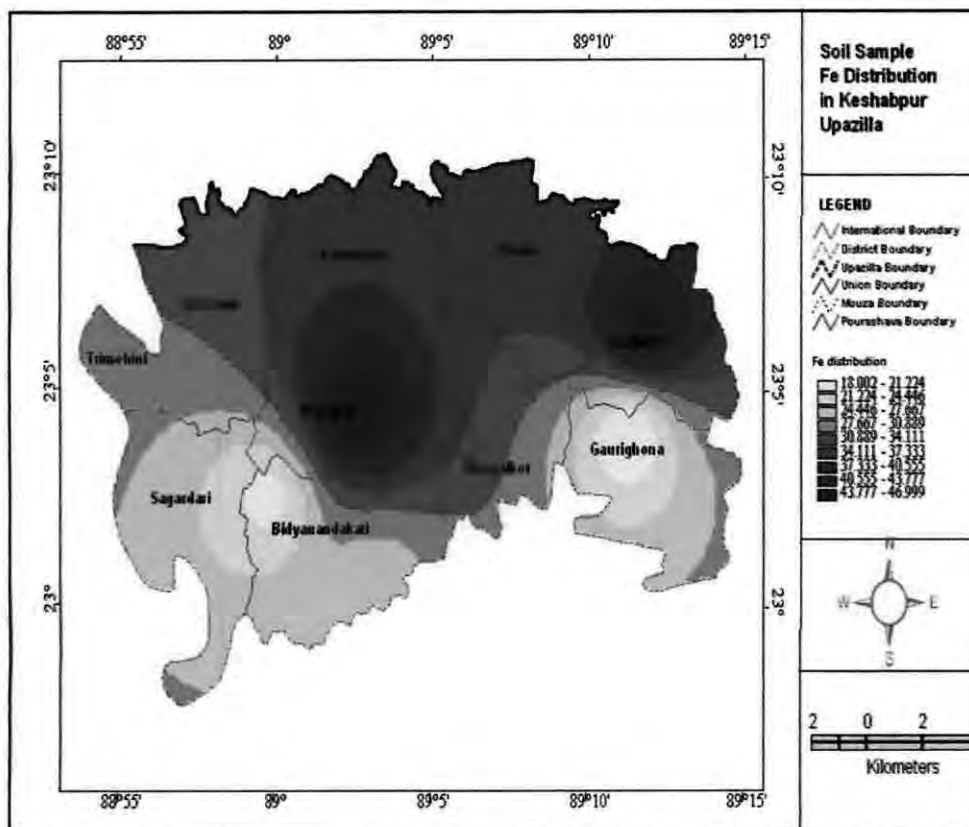 88°55'
89°
89°5'
89°10'
89°15'
23°10'
23°5'
23°
23°10'
23°5'
23°
Trimohini
Sagardari
Bidyanandakati
Gaurighona
88°55'
89°
89°5'
89°10'
89°15'
Soil Sample
Fe Distribution
in Keshabpur
Upazilla
LEGEND
International Boundary
District Boundary
Upazilla Boundary
Union Boundary
Mouza Boundary
Pourashava Boundary
Fe distribution
18.002 - 21.224
21.224 - 24.446
24.446 - 27.667
27.667 - 30.889
30.889 - 34.111
34.111 - 37.333
37.333 - 40.555
40.555 - 43.777
43.777 - 46.999
N
W
E
S
2 0 2
Kilometers